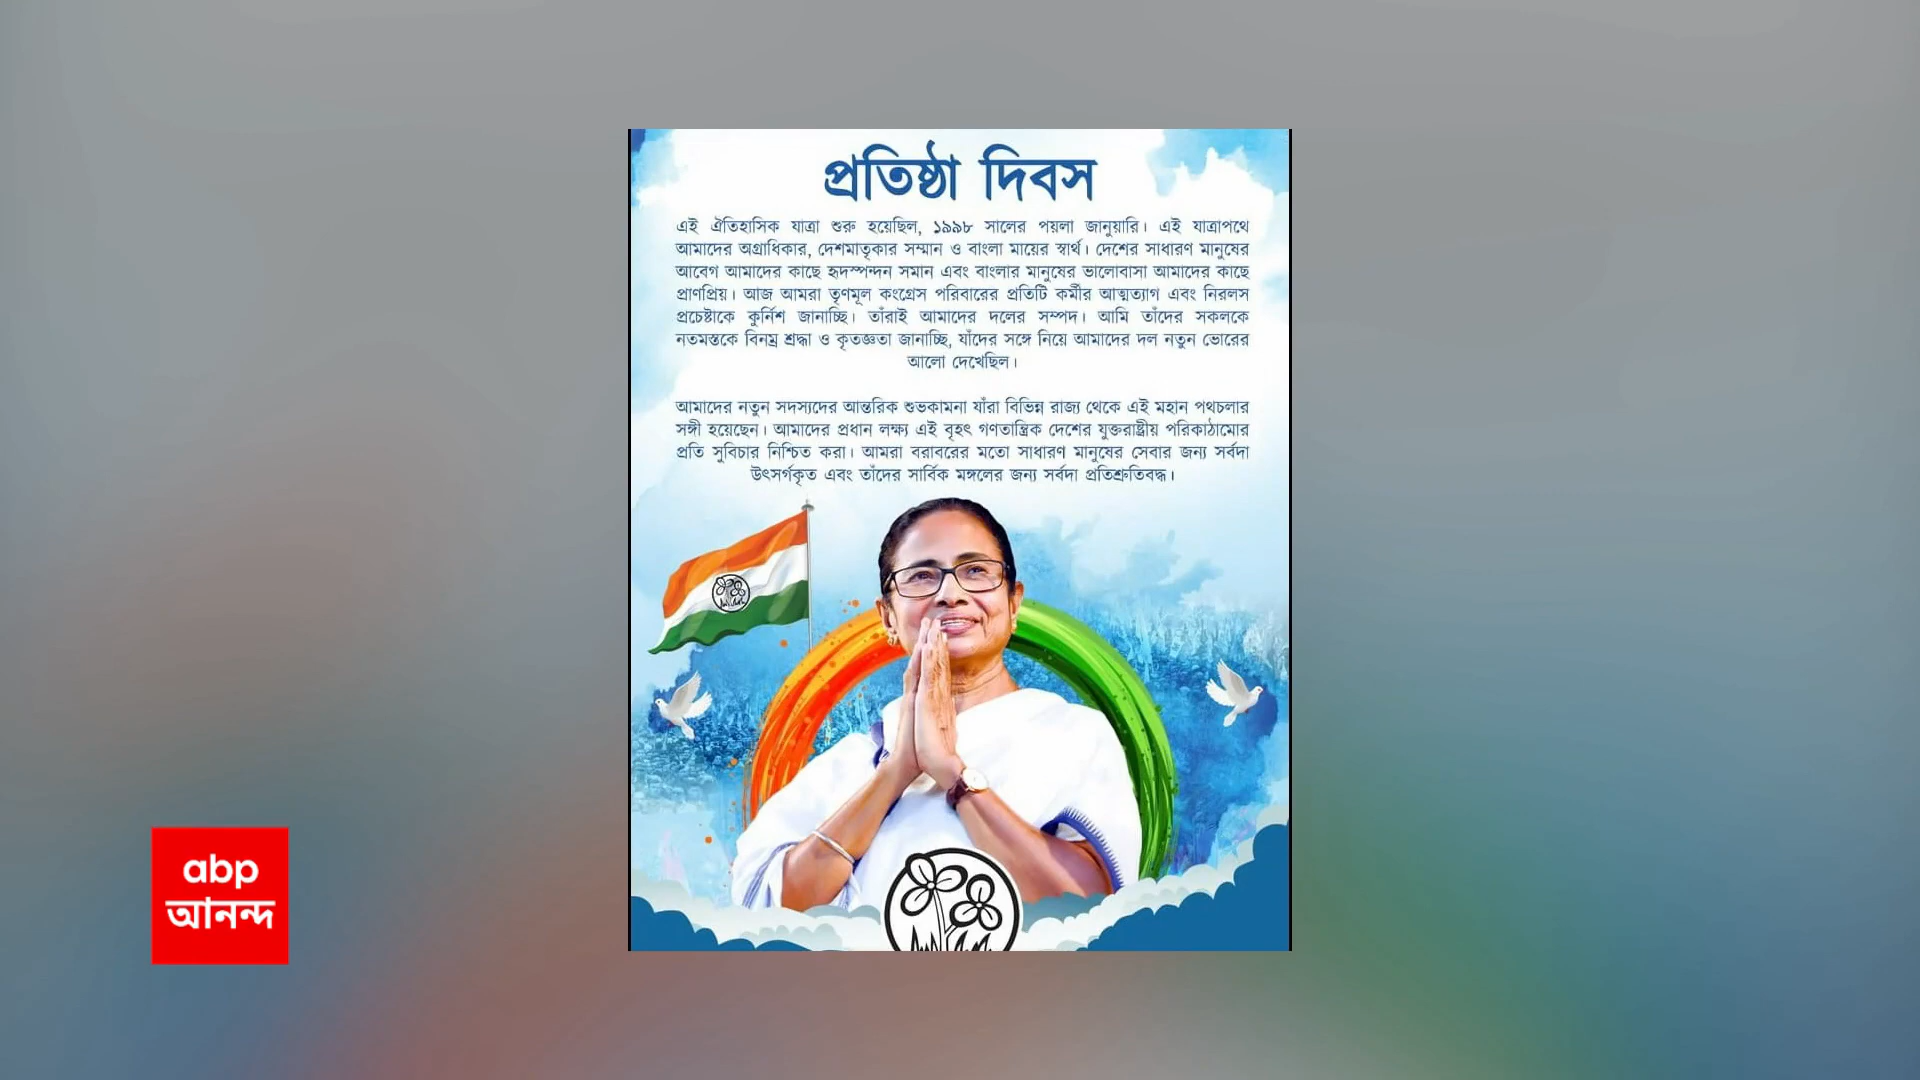 প্রতিষ্ঠা দিবস
এই ঐতিহাসিক যাত্রা শুরু হয়েছিল, ১৯৯৮ সালের পয়লা জানুয়ারি। এই যাত্রাপথে
আমাদের অগ্রাধিকার, দেশমাতৃকার সম্মান ও বাংলা মায়ের স্বার্থ। দেশের সাধারণ মানুষের
আবেগ আমাদের কাছে হৃদস্পন্দন সমান এবং বাংলার মানুষের ভালোবাসা আমাদের কাছে
প্রাণপ্রিয়। আজ আমরা তৃণমূল কংগ্রেস পরিবারের প্রতিটি কর্মীর আত্মত্যাগ এবং নিরলস
প্রচেষ্টাকে কুর্নিশ জানাচ্ছি। তাঁরাই আমাদের দলের সম্পদ। আমি তাঁদের সকলকে
নতমস্তকে বিনম্র শ্রদ্ধা ও কৃতজ্ঞতা জানাচ্ছি, যাঁদের সঙ্গে নিয়ে আমাদের দল নতুন ভোরের
আলো দেখেছিল।
আমাদের নতুন সদস্যদের আন্তরিক শুভকামনা যাঁরা বিভিন্ন রাজ্য থেকে এই মহান পথচলার
সঙ্গী হয়েছেন। আমাদের প্রধান লক্ষ্য এই বৃহৎ গণতান্ত্রিক দেশের যুক্তরাষ্ট্রীয় পরিকাঠামোর
প্রতি সুবিচার নিশ্চিত করা। আমরা বরাবরের মতো সাধারণ মানুষের সেবার জন্য সর্বদা
উৎসর্গকৃত এবং তাঁদের সার্বিক মঙ্গলের জন্য সর্বদা প্রতিশ্রুতিবদ্ধ।
abp
আনন্দ